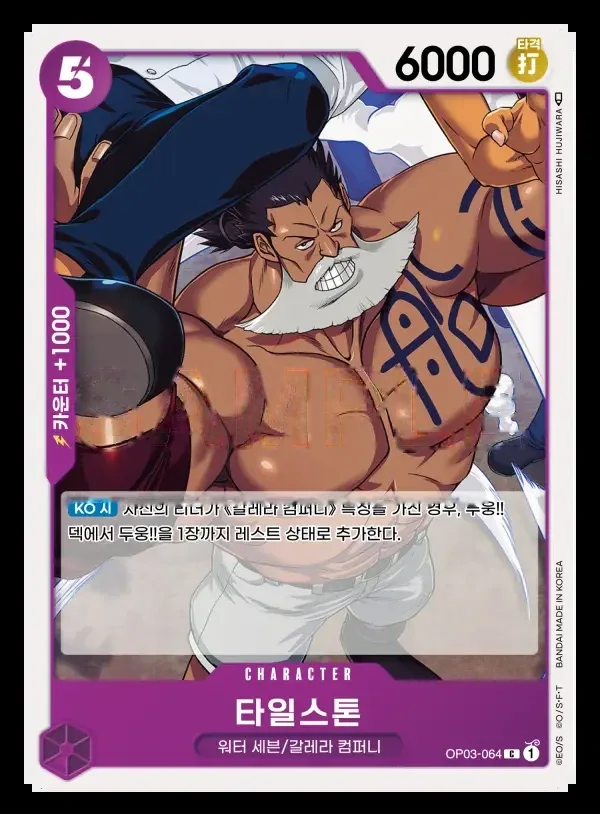 5
6000
타격
打
HISASHI HUJIWARA
카운터 +1000
KO 시 자신의 리더가 《갈레라 컴퍼니》 특징을 가진 경우, 두웅!!
덱에서 두웅!!을 1장까지 레스트 상태로 추가한다.
BANDAI MADE IN KOREA
©E.O/S ©O/S·F·T
CHARACTER
타일스톤
워터 세븐/갈레라 컴퍼니
OP03-064 C 1